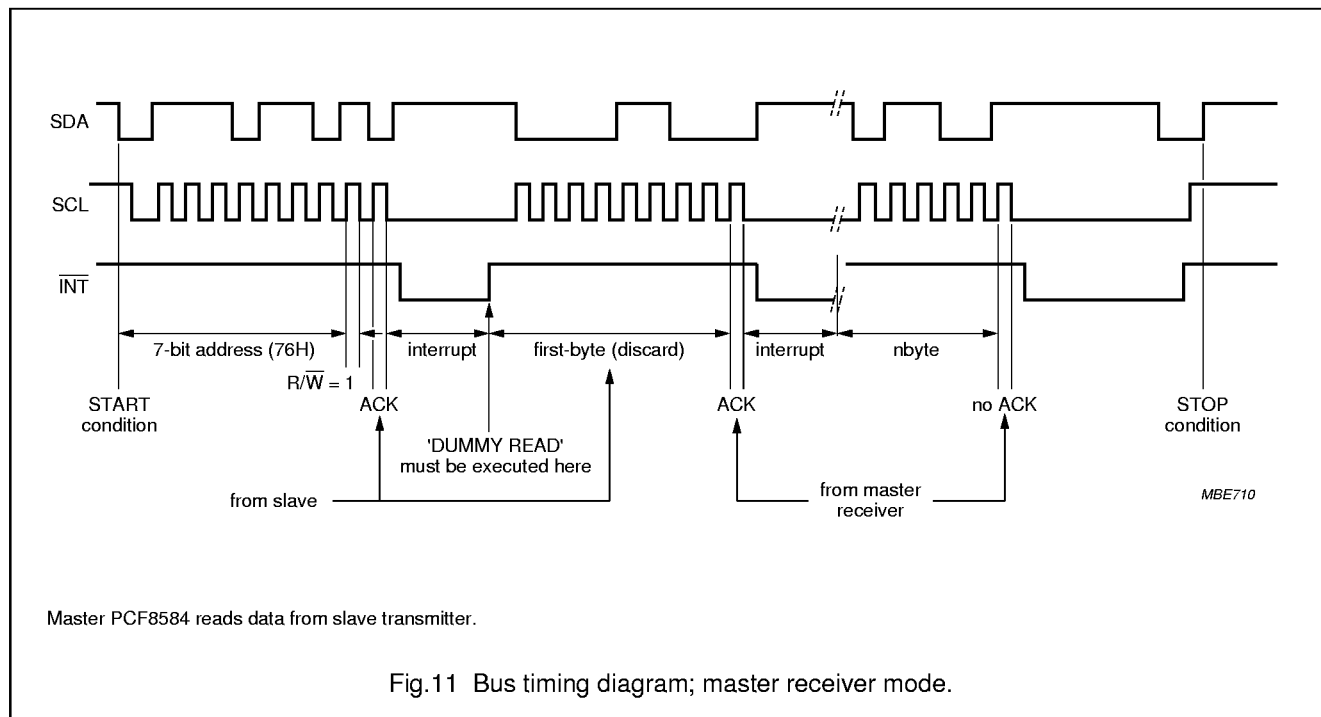 SDA
SCL
INT
7-bit address (76H)
interrupt
first-byte (discard)
interrupt
nbyte
R/W = 1
START
condition
ACK
ACK
no ACK
STOP
condition
'DUMMY READ'
must be executed here
from slave
from master
receiver
MBE710
Master PCF8584 reads data from slave transmitter.
Fig.11 Bus timing diagram; master receiver mode.